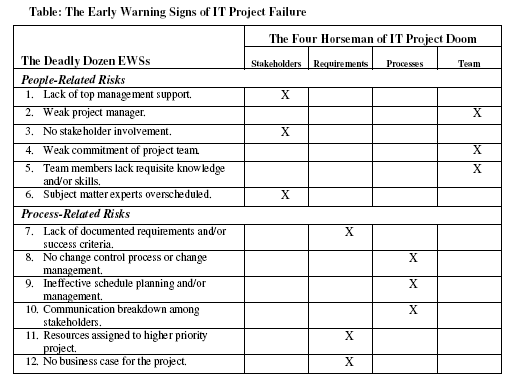 Table: The Early Warning Signs of IT Project Failure
The Four Horseman of IT Project Doom
The Deadly Dozen EWSs Stakeholders Requirements Processes Team
People-Related Risks
1. Lack of top management support. X
2. Weak project manager. X
3. No stakeholder involvement. X
4. Weak commitment of project team. X
5. Team members lack requisite knowledge X
and/or skills.
6. Subject matter experts overscheduled. X
Process-Related Risks
7. Lack of documented requirements and/or X
success criteria.
8. No change control process or change X
management.
9. Ineffective schedule planning and/or X
management.
10. Communication breakdown among X
stakeholders.
11. Resources assigned to higher priority X
project.
12. No business case for the project. X